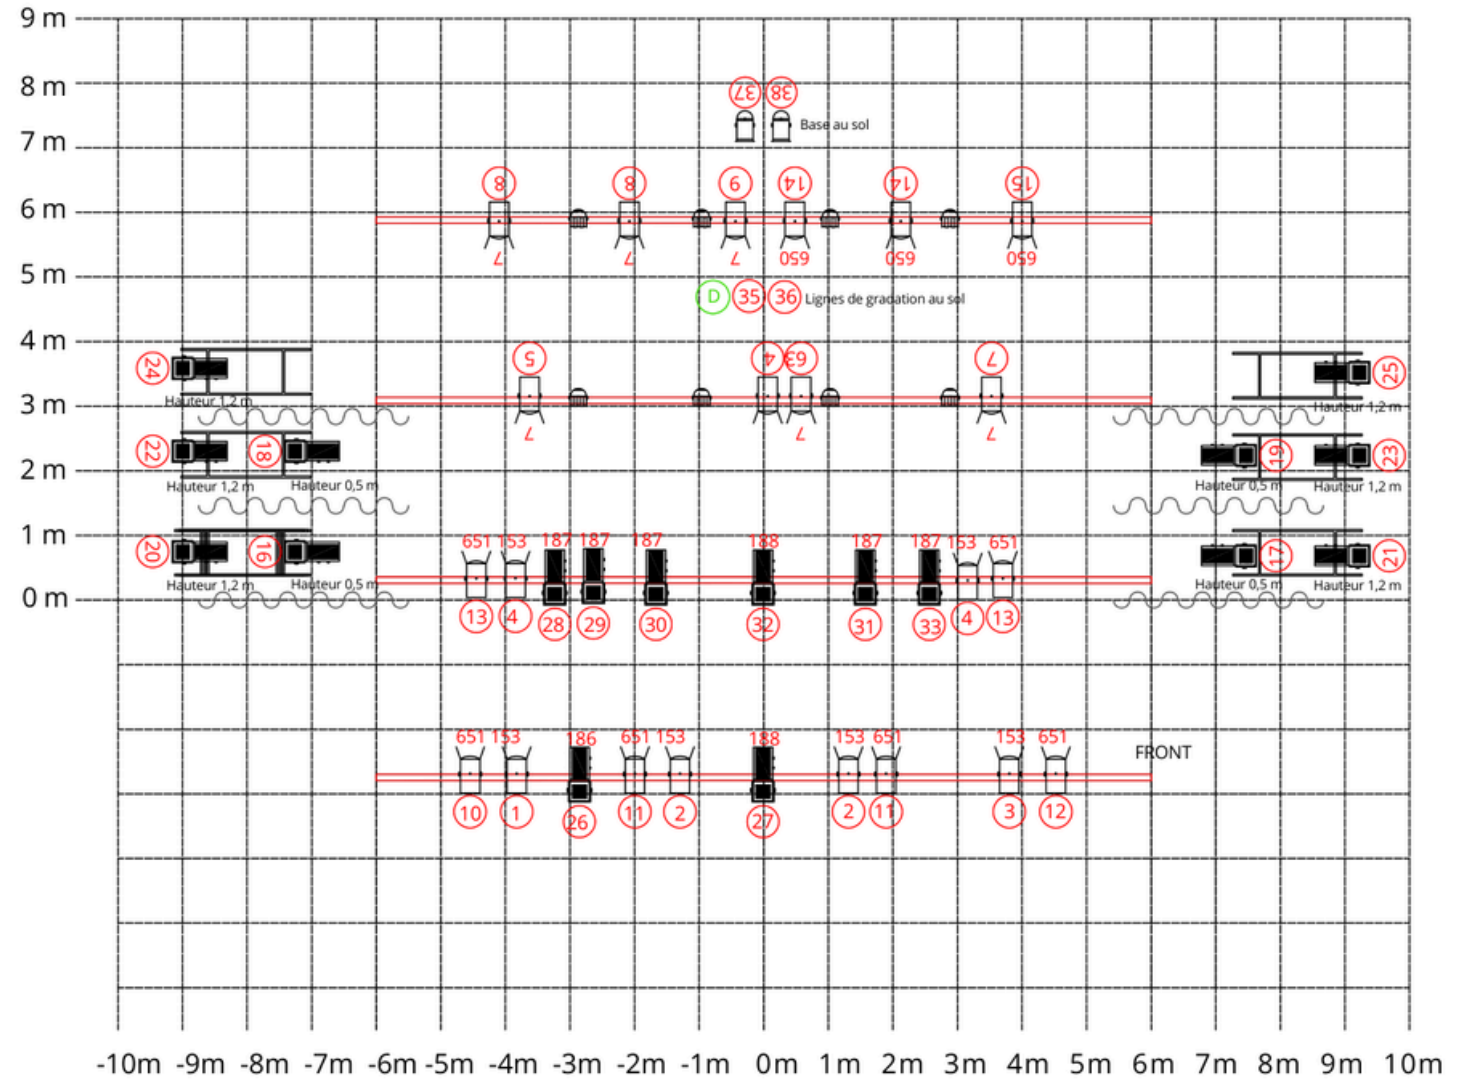 9 m
8 m
37 38
Base au sol
7 m
8 8 9 14 14 15
6 m
7 7 7 650 650 650
5 m
D 35 36 Lignes de gradation au sol
4 m
24 5 4 63 7 25
Hauteur 1,2 m Hauteur 1,2 m
3 m
7 7 7
22 18 19 23
2 m
Hauteur 1,2 m Hauteur 0,5 m Hauteur 0,5 m Hauteur 1,2 m
1 m
651 153 187 187 187 188 187 187 153 651
20 16 17 21
Hauteur 1,2 m Hauteur 0,5 m Hauteur 0,5 m Hauteur 1,2 m
0 m
13 4 28 29 30 32 31 33 4 13
651 153 186 651 153 188 153 651 153 651
FRONT
10 1 26 11 2 27 2 11 3 12
-10m -9m -8m -7m -6m -5m -4m -3m -2m -1m 0m 1m 2m 3m 4m 5m 6m 7m 8m 9m 10m